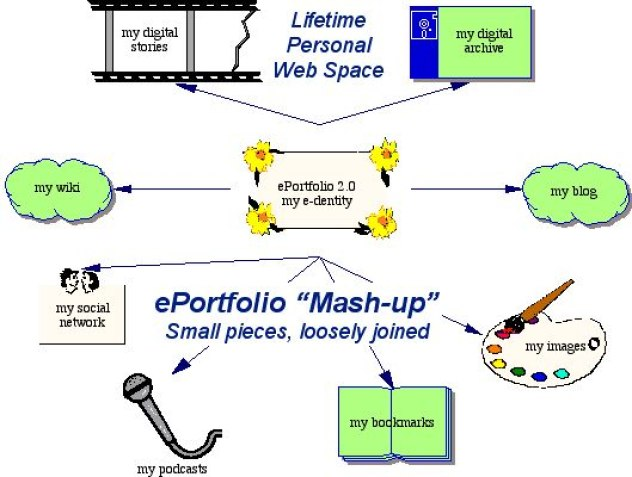 my digital
stories
Lifetime
Personal
Web Space
my digital
archive
my wiki
ePortfolio 2.0
my e-dentity
my blog
my social
network
ePortfolio “Mash-up”
Small pieces, loosely joined
my images
my bookmarks
my podcasts